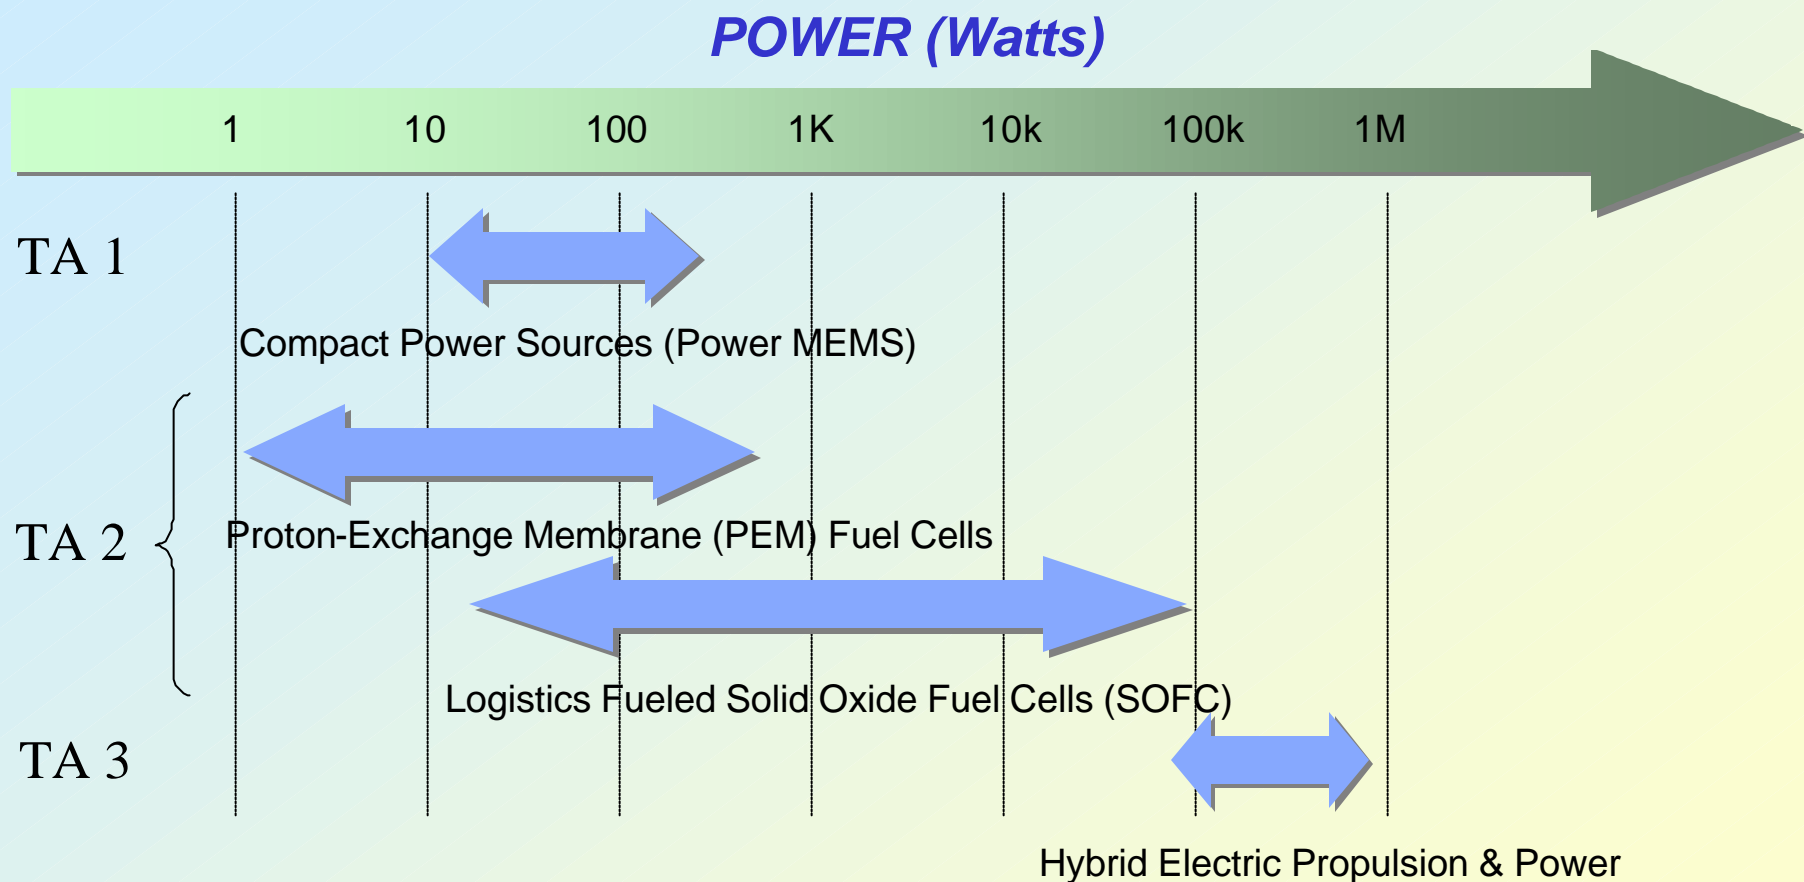 POWER (Watts)
1 10 100 1K 10k 100k 1M
TA 1
Compact Power Sources (Power MEMS)
TA 2
Proton-Exchange Membrane (PEM) Fuel Cells
Logistics Fueled Solid Oxide Fuel Cells (SOFC)
TA 3
Hybrid Electric Propulsion & Power